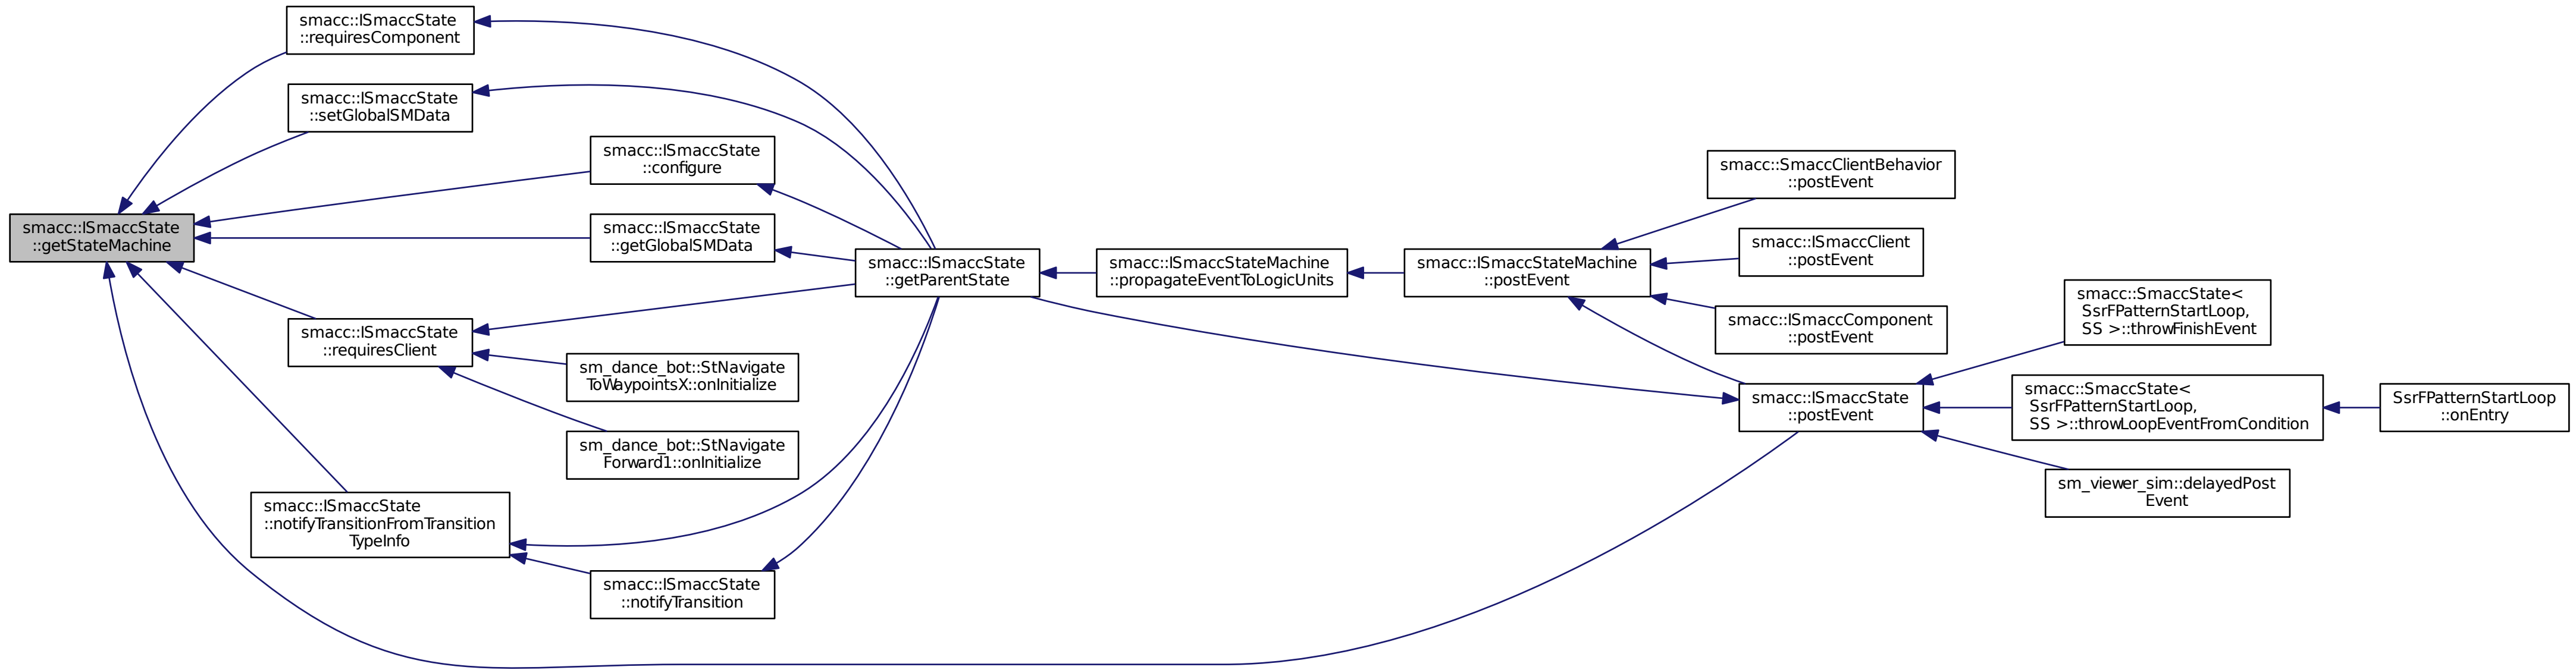 smacc::ISmaccState
::getStateMachine
smacc::ISmaccState
::requiresComponent
smacc::ISmaccState
::setGlobalSMData
smacc::ISmaccState
::configure
smacc::ISmaccState
::getGlobalSMData
smacc::ISmaccState
::requiresClient
sm_dance_bot::StNavigate
ToWaypointsX::onInitialize
sm_dance_bot::StNavigate
Forward1::onInitialize
smacc::ISmaccState
::notifyTransitionFromTransition
TypeInfo
smacc::ISmaccState
::notifyTransition
smacc::ISmaccState
::getParentState
smacc::ISmaccStateMachine
::propagateEventToLogicUnits
smacc::ISmaccStateMachine
::postEvent
smacc::SmaccClientBehavior
::postEvent
smacc::ISmaccClient
::postEvent
smacc::ISmaccComponent
::postEvent
smacc::ISmaccState
::postEvent
smacc::SmaccState<
SsrFPatternStartLoop,
SS >::throwFinishEvent
smacc::SmaccState<
SsrFPatternStartLoop,
SS >::throwLoopEventFromCondition
sm_viewer_sim::delayedPost
Event
SsrFPatternStartLoop
::onEntry